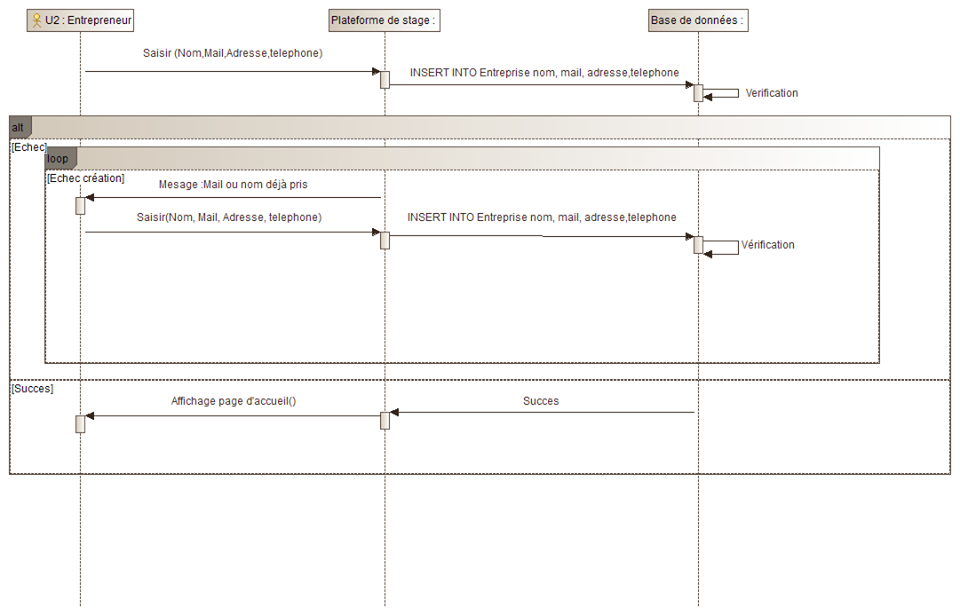 U2 : Entrepreneur
Plateforme de stage :
Base de données :
Saisir (Nom,Mail,Adresse,telephone)
INSERT INTO Entreprise nom, mail, adresse,telephone
Verification
alt
[Echec]
loop
[Echec création]
Mesage :Mail ou nom déjà pris
Saisir(Nom, Mail, Adresse, telephone)
INSERT INTO Entreprise nom, mail, adresse,telephone
Vérification
[Succes]
Affichage page d'accueil()
Succes